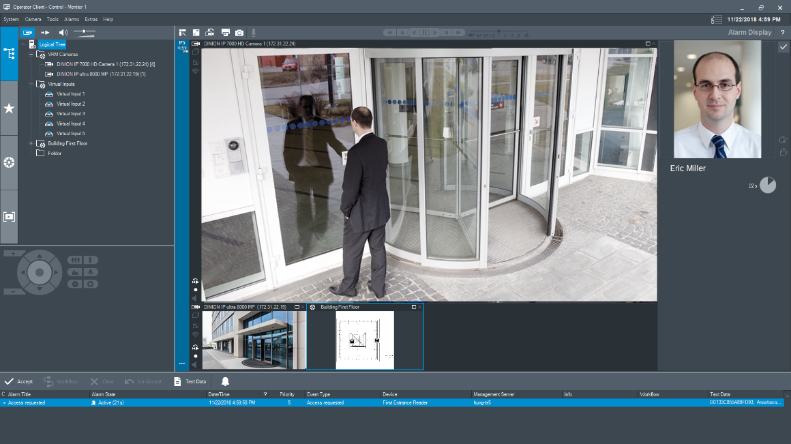 Operator Client - Control - Monitor 1
System Camera Tools Alarms Extras Help
11/22/2018 4:59 PM
Alarm Display ?
Logical Tree
VRM Cameras
DINION IP 7000 HD Camera 1 (172.31.22.24) [4]
DINION IP ultra 8000 MP (172.31.22.19) [1]
Virtual Inputs
Virtual Input 1
Virtual Input 2
Virtual Input 3
Virtual Input 4
Virtual Input 5
Building First Floor
Folder
DINION IP 7000 HD Camera 1 (172.31.22.24)
Eric Miller
DINION IP ultra 8000 MP (172.31.22.19)
Building First Floor
Accept Workflow Clear Un-Accept Text Data
Alarm Title Alarm State Date/Time ? Priority Event Type Device Management Server Info Workflow Text Data
Access requested Active (21s) 11/22/2018 4:59:50 PM 5 Access requested First Entrance Reader